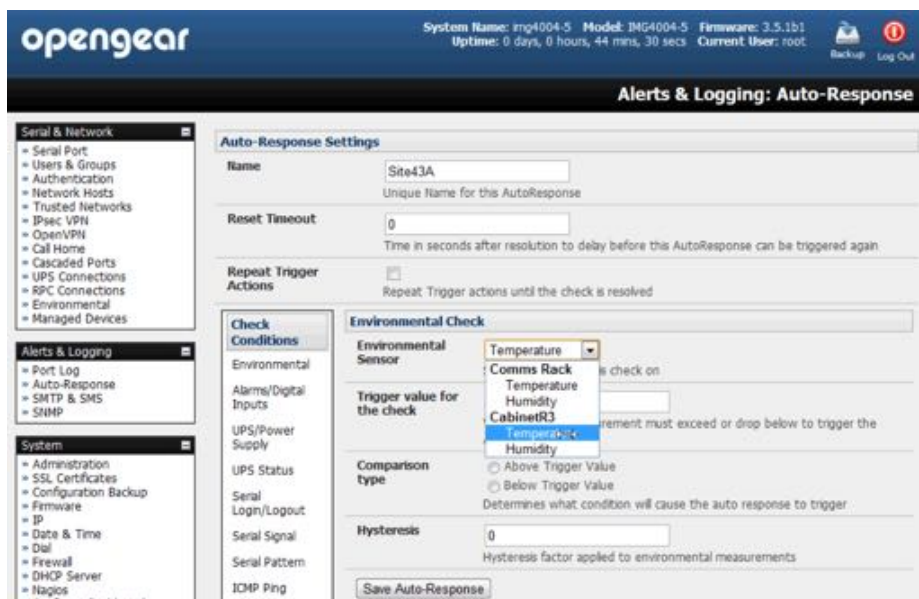 opengear
System Name: img4004-5 Model: IMG4004-5 Firmware: 3.5.1b1
Uptime: 0 days, 0 hours, 44 mins, 30 secs Current User: root
Backup
Log Out
Alerts & Logging: Auto-Response
Serial & Network
Serial Port
Users & Groups
Authentication
Network Hosts
Trusted Networks
IPsec VPN
OpenVPN
Call Home
Cascaded Ports
UPS Connections
RPC Connections
Environmental
Managed Devices
Alerts & Logging
Port Log
Auto-Response
SMTP & SMS
SNMP
System
Administration
SSL Certificates
Configuration Backup
Firmware
IP
Date & Time
Dial
Firewall
DHCP Server
Nagios
Auto-Response Settings
Name
Site43A
Unique Name for this AutoResponse
Reset Timeout
0
Time in seconds after resolution to delay before this AutoResponse can be triggered again
Repeat Trigger Actions
Repeat Trigger actions until the check is resolved
Check Conditions
Environmental
Alarms/Digital Inputs
UPS/Power Supply
UPS Status
Serial Login/Logout
Serial Signal
Serial Pattern
ICMP Ping
Environmental Check
Environmental Sensor
Temperature
Comms Rack
Temperature
Humidity
CabinetR3
Temperature
Humidity
check on
Trigger value for the check
must exceed or drop below to trigger the
Comparison type
Above Trigger Value
Below Trigger Value
Determines what condition will cause the auto response to trigger
Hysteresis
0
Hysteresis factor applied to environmental measurements
Save Auto-Response